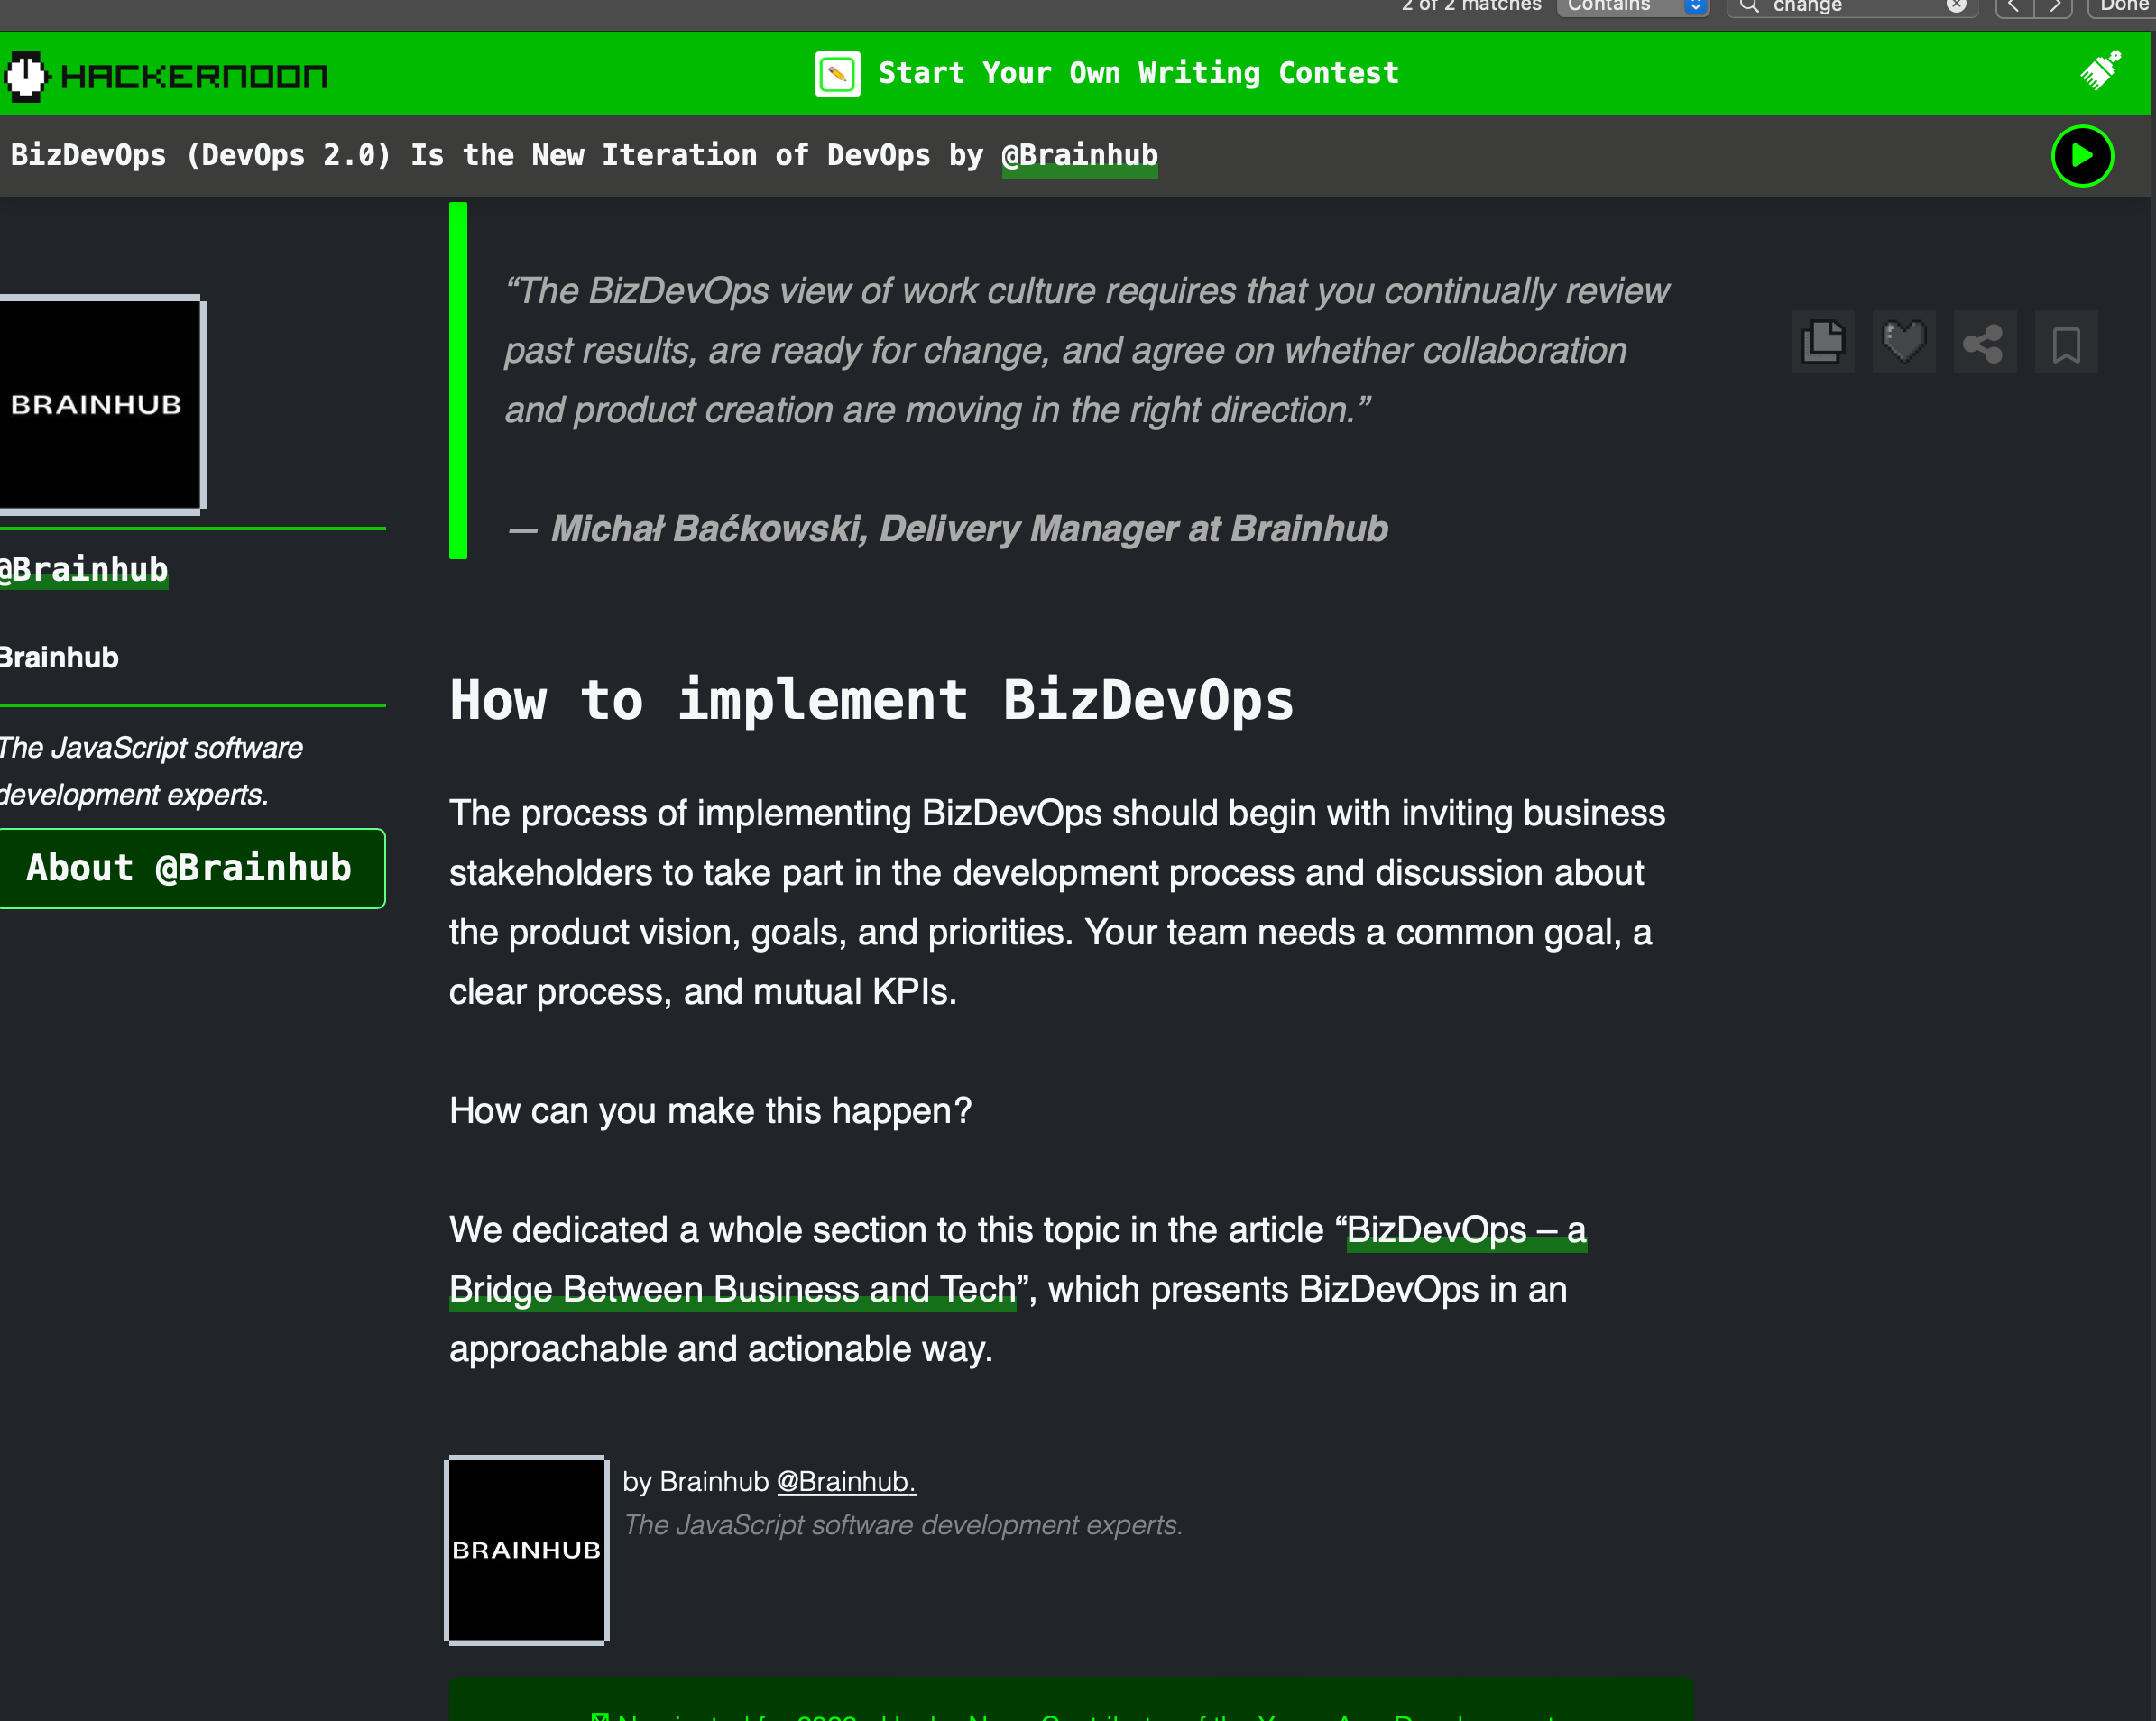 2 of 2 matches Contains change Done
HACKERNOON
Start Your Own Writing Contest
BizDevOps (DevOps 2.0) Is the New Iteration of DevOps by @Brainhub
“The BizDevOps view of work culture requires that you continually review
past results, are ready for change, and agree on whether collaboration
and product creation are moving in the right direction.”
— Michał Baćkowski, Delivery Manager at Brainhub
BRAINHUB
@Brainhub
Brainhub
The JavaScript software
development experts.
About @Brainhub
How to implement BizDevOps
The process of implementing BizDevOps should begin with inviting business
stakeholders to take part in the development process and discussion about
the product vision, goals, and priorities. Your team needs a common goal, a
clear process, and mutual KPIs.
How can you make this happen?
We dedicated a whole section to this topic in the article “BizDevOps – a
Bridge Between Business and Tech”, which presents BizDevOps in an
approachable and actionable way.
BRAINHUB
by Brainhub @Brainhub.
The JavaScript software development experts.